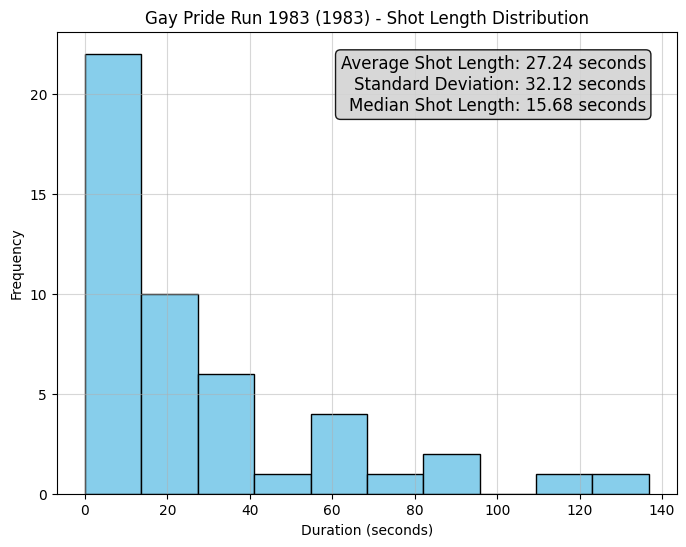 Gay Pride Run 1983 (1983) - Shot Length Distribution
Average Shot Length: 27.24 seconds
Standard Deviation: 32.12 seconds
Median Shot Length: 15.68 seconds
Frequency
20
15
10
5
0
0 20 40 60 80 100 120 140
Duration (seconds)